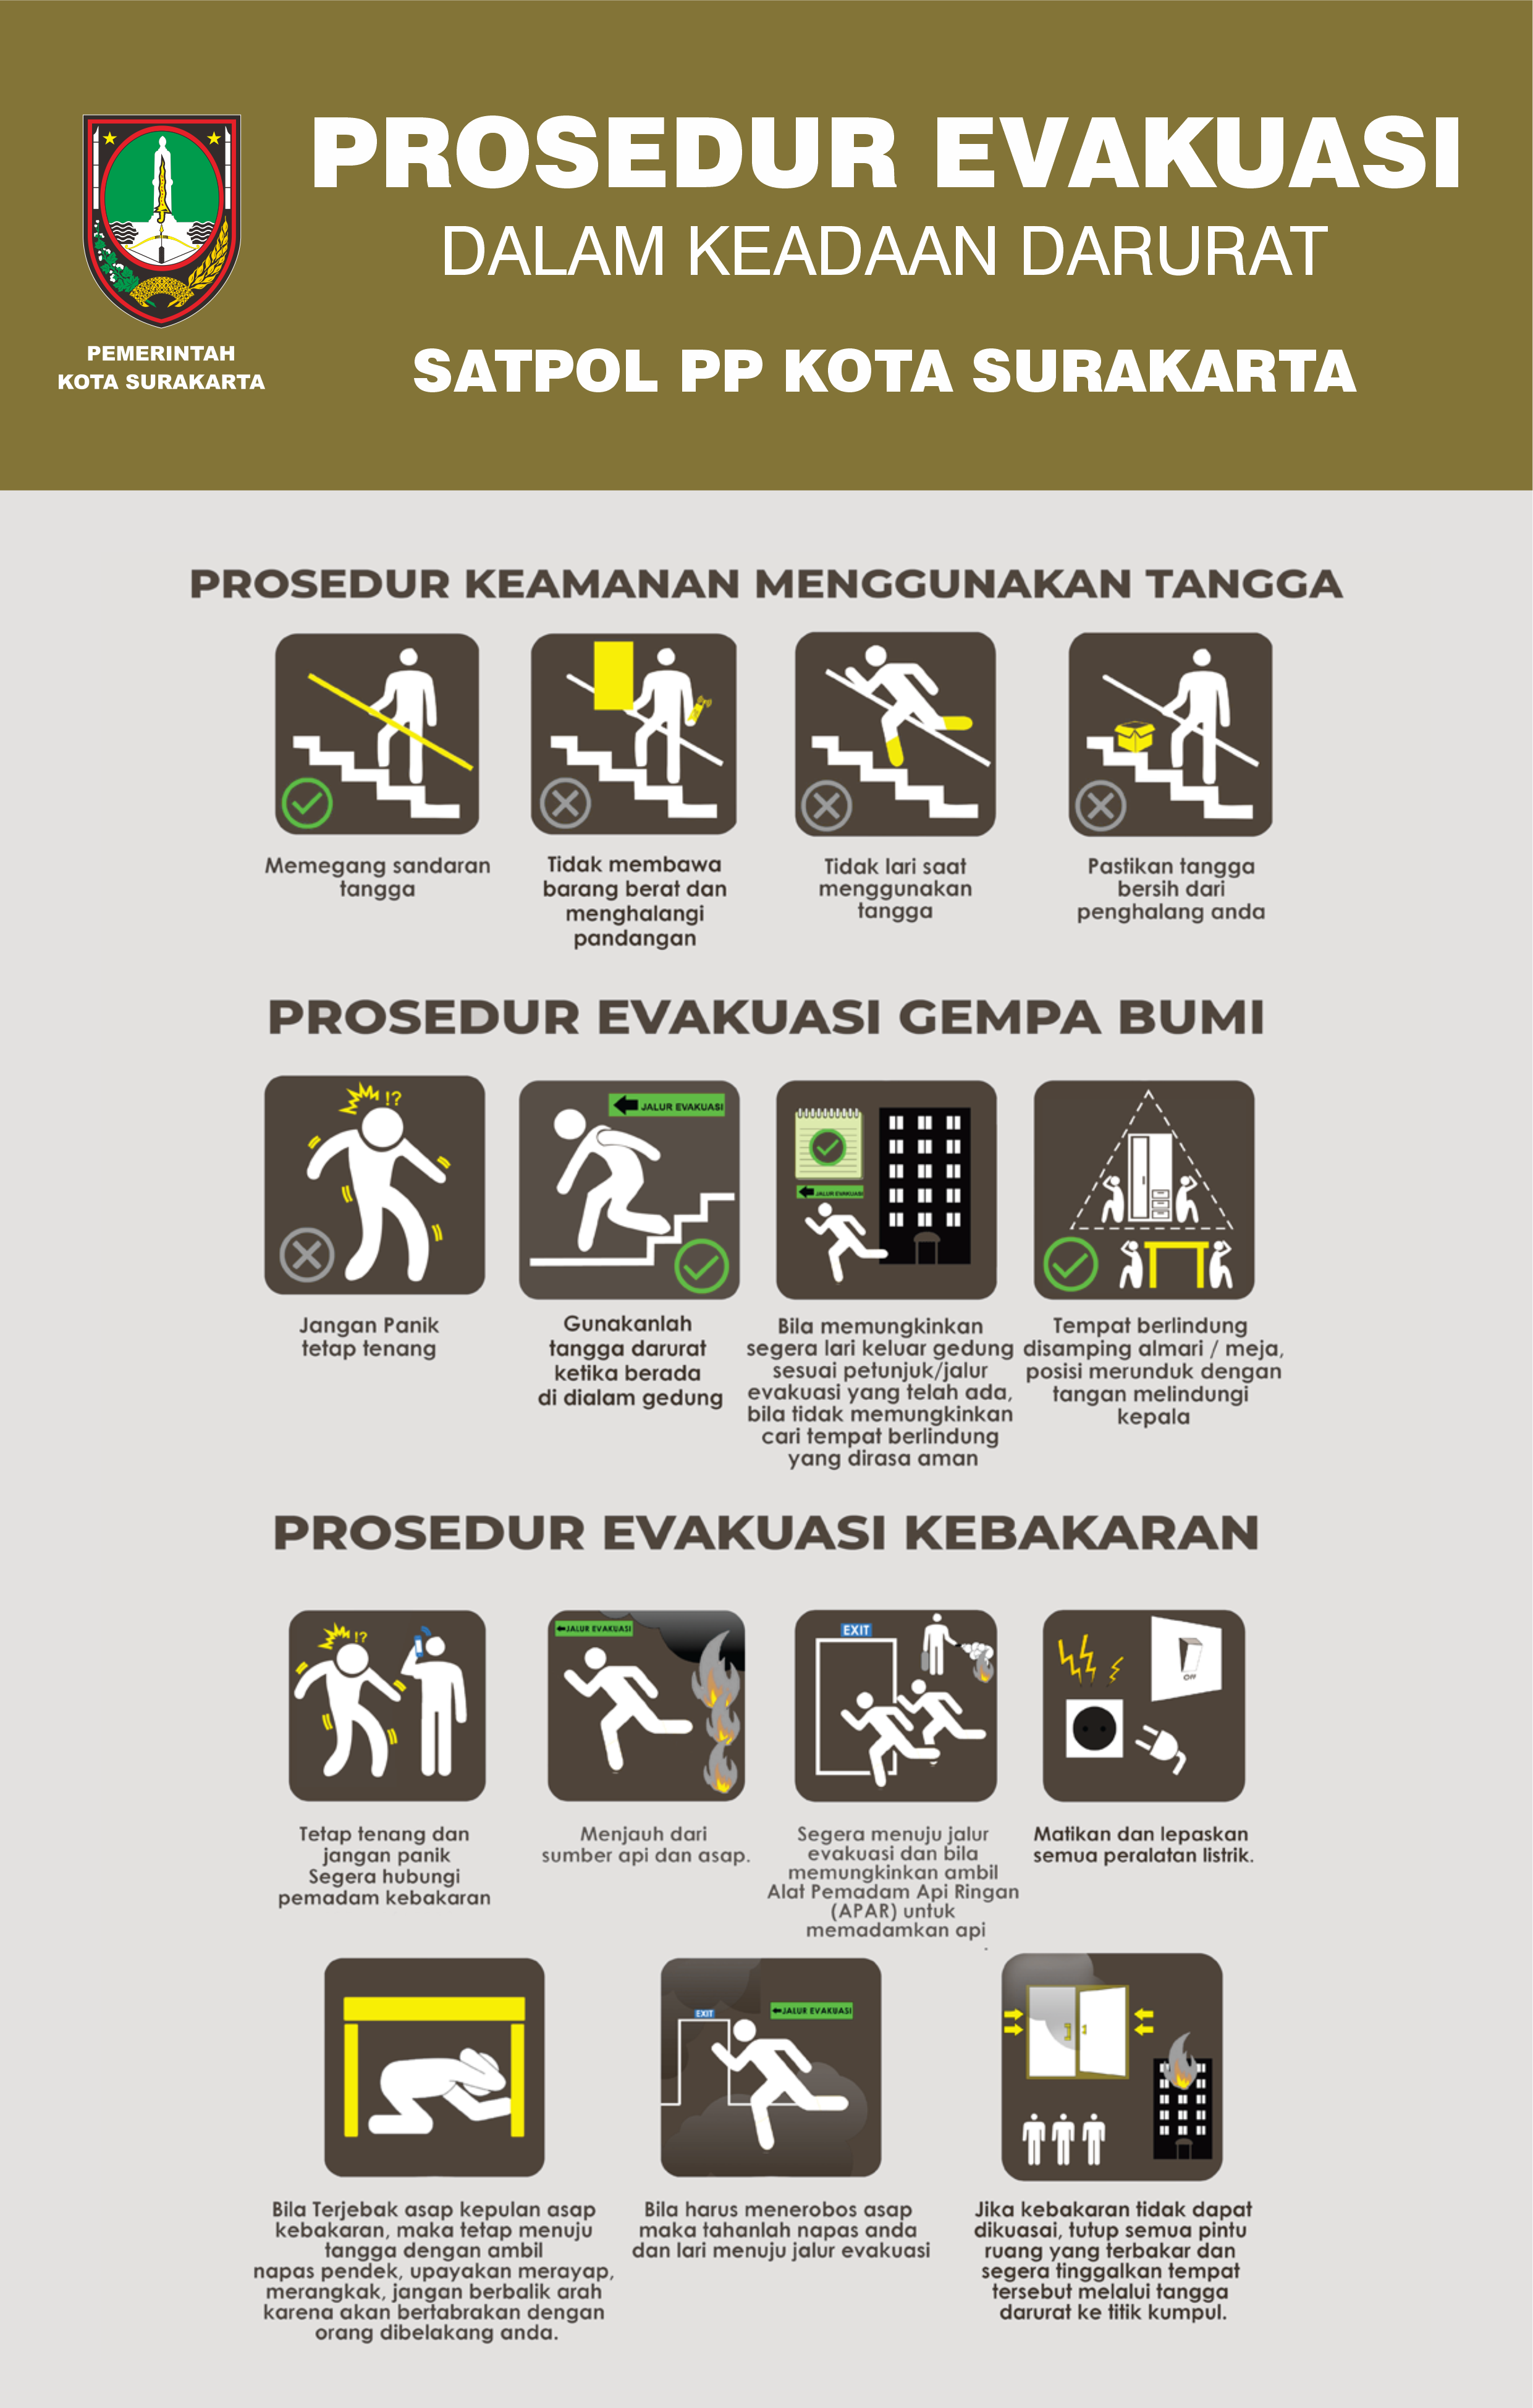 PROSEDUR EVAKUASI
DALAM KEADAAN DARURAT
SATPOL PP KOTA SURAKARTA
PEMERINTAH
KOTA SURAKARTA
PROSEDUR KEAMANAN MENGGUNAKAN TANGGA
Memegang sandaran
tangga
Tidak membawa
barang berat dan
menghalangi
pandangan
Tidak lari saat
menggunakan
tangga
Pastikan tangga
bersih dari
penghalang anda
PROSEDUR EVAKUASI GEMPA BUMI
!?
Jangan Panik
tetap tenang
JALUR EVAKUASI
Gunakanlah
tangga darurat
ketika berada
di dialam gedung
JALUR EVAKUASI
Bila memungkinkan
segera lari keluar gedung
sesuai petunjuk/jalur
evakuasi yang telah ada,
bila tidak memungkinkan
cari tempat berlindung
yang dirasa aman
Tempat berlindung
disamping almari / meja,
posisi merunduk dengan
tangan melindungi
kepala
PROSEDUR EVAKUASI KEBAKARAN
!?
Tetap tenang dan
jangan panik
Segera hubungi
pemadam kebakaran
JALUR EVAKUASI
Menjauh dari
sumber api dan asap.
EXIT
Segera menuju jalur
evakuasi dan bila
memungkinkan ambil
Alat Pemadam Api Ringan
(APAR) untuk
memadamkan api
.
OFF
Matikan dan lepaskan
semua peralatan listrik.
Bila Terjebak asap kepulan asap
kebakaran, maka tetap menuju
tangga dengan ambil
napas pendek, upayakan merayap,
merangkak, jangan berbalik arah
karena akan bertabrakan dengan
orang dibelakang anda.
EXIT
JALUR EVAKUASI
Bila harus menerobos asap
maka tahanlah napas anda
dan lari menuju jalur evakuasi
Jika kebakaran tidak dapat
dikuasai, tutup semua pintu
ruang yang terbakar dan
segera tinggalkan tempat
tersebut melalui tangga
darurat ke titik kumpul.